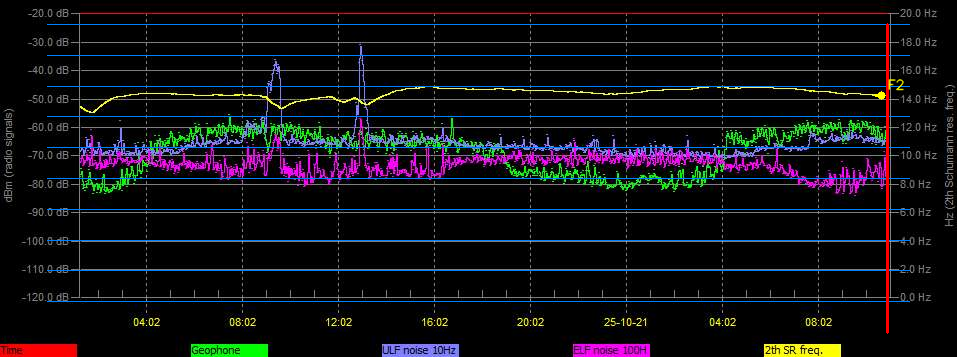 -20.0 dB 20.0 Hz
-30.0 dB 18.0 Hz
-40.0 dB 16.0 Hz
F2
-50.0 dB 14.0 Hz
-60.0 dB 12.0 Hz
-70.0 dB 10.0 Hz
-80.0 dB 8.0 Hz
-90.0 dB 6.0 Hz
-100.0 dB 4.0 Hz
-110.0 dB 2.0 Hz
-120.0 dB 0.0 Hz
dBm (radio signals)
Hz (2th Schumann res. freq.)
04:02 08:02 12:02 16:02 20:02 25-10-21 04:02 08:02
Time Geophone ULF noise 10Hz ELF noise 100H 2th SR freq.